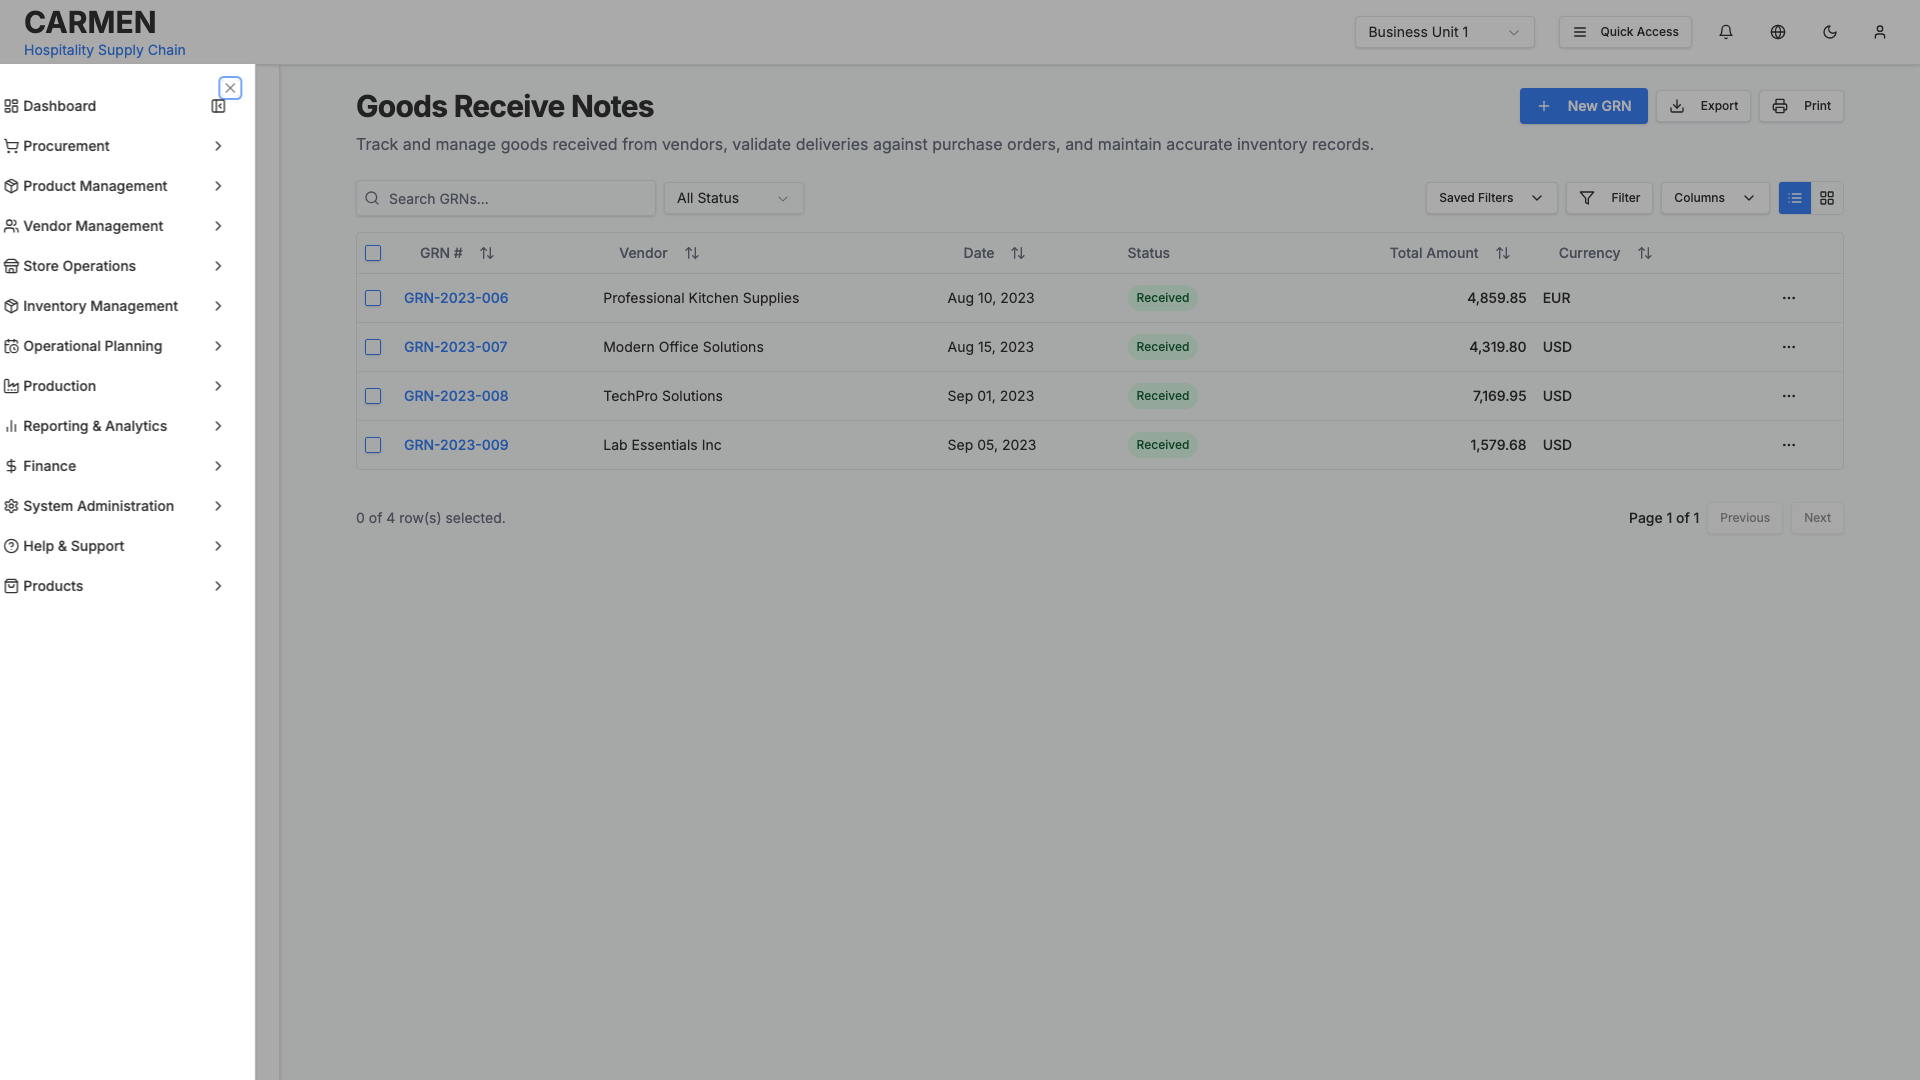 CARMEN
Hospitality Supply Chain
Business Unit 1
Quick Access
Dashboard
Procurement
Product Management
Vendor Management
Store Operations
Inventory Management
Operational Planning
Production
Reporting & Analytics
Finance
System Administration
Help & Support
Products
Goods Receive Notes
New GRN
Export
Print
Track and manage goods received from vendors, validate deliveries against purchase orders, and maintain accurate inventory records.
Search GRNs...
All Status
Saved Filters
Filter
Columns
GRN # Vendor Date Status Total Amount Currency
GRN-2023-006 Professional Kitchen Supplies Aug 10, 2023 Received 4,859.85 EUR
GRN-2023-007 Modern Office Solutions Aug 15, 2023 Received 4,319.80 USD
GRN-2023-008 TechPro Solutions Sep 01, 2023 Received 7,169.95 USD
GRN-2023-009 Lab Essentials Inc Sep 05, 2023 Received 1,579.68 USD
0 of 4 row(s) selected.
Page 1 of 1
Previous
Next